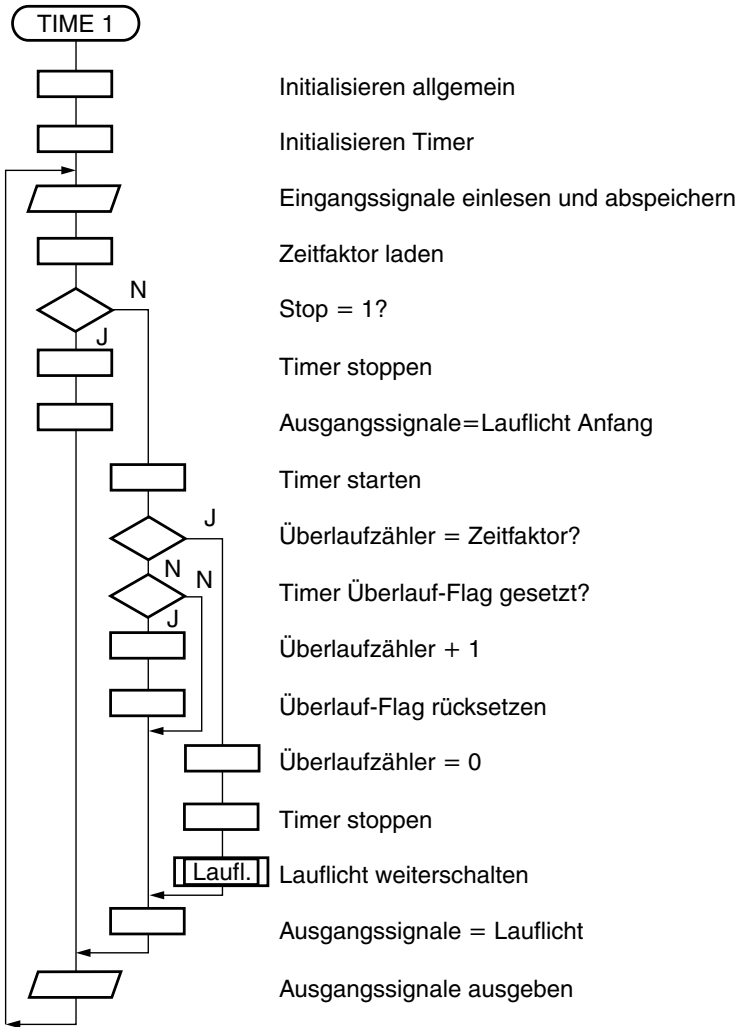 TIME 1
Initialisieren allgemein
Initialisieren Timer
Eingangssignale einlesen und abspeichern
Zeitfaktor laden
N
Stop = 1?
J
Timer stoppen
Ausgangssignale=Lauflicht Anfang
Timer starten
J
Überlaufzähler = Zeitfaktor?
N
N
Timer Überlauf-Flag gesetzt?
J
Überlaufzähler + 1
Überlauf-Flag rücksetzen
Überlaufzähler = 0
Timer stoppen
Laufl. Lauflicht weiterschalten
Ausgangssignale = Lauflicht
Ausgangssignale ausgeben